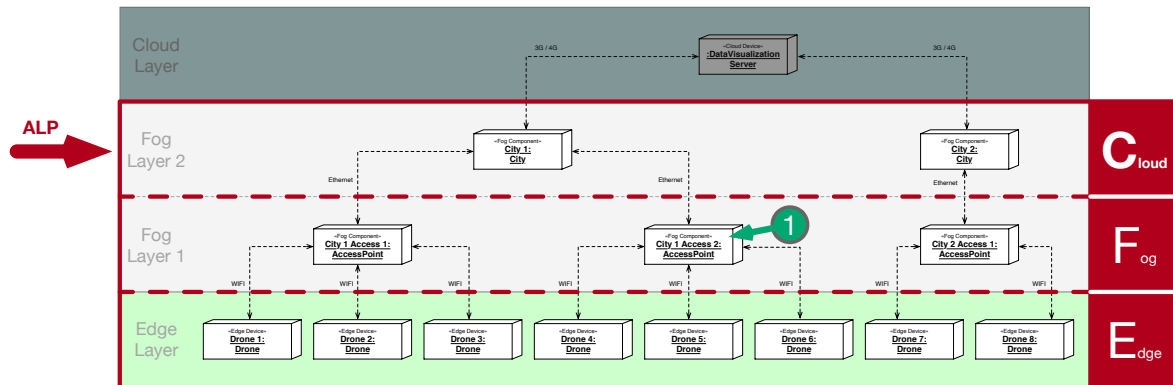 Cloud
Layer
3G / 4G
«Cloud Device»
:DataVisualization
Server
3G / 4G
ALP
Fog
Layer 2
«Fog Component»
City 1:
City
«Fog Component»
City 2:
City
Cloud
Ethernet
Ethernet
Ethernet
Fog
Layer 1
«Fog Component»
City 1 Access 1:
AccessPoint
«Fog Component»
City 1 Access 2:
AccessPoint
1
«Fog Component»
City 2 Access 1:
AccessPoint
Fog
WIFI
WIFI
WIFI
WIFI
WIFI
WIFI
WIFI
WIFI
Edge
Layer
«Edge Device»
Drone 1:
Drone
«Edge Device»
Drone 2:
Drone
«Edge Device»
Drone 3:
Drone
«Edge Device»
Drone 4:
Drone
«Edge Device»
Drone 5:
Drone
«Edge Device»
Drone 6:
Drone
«Edge Device»
Drone 7:
Drone
«Edge Device»
Drone 8:
Drone
Edge